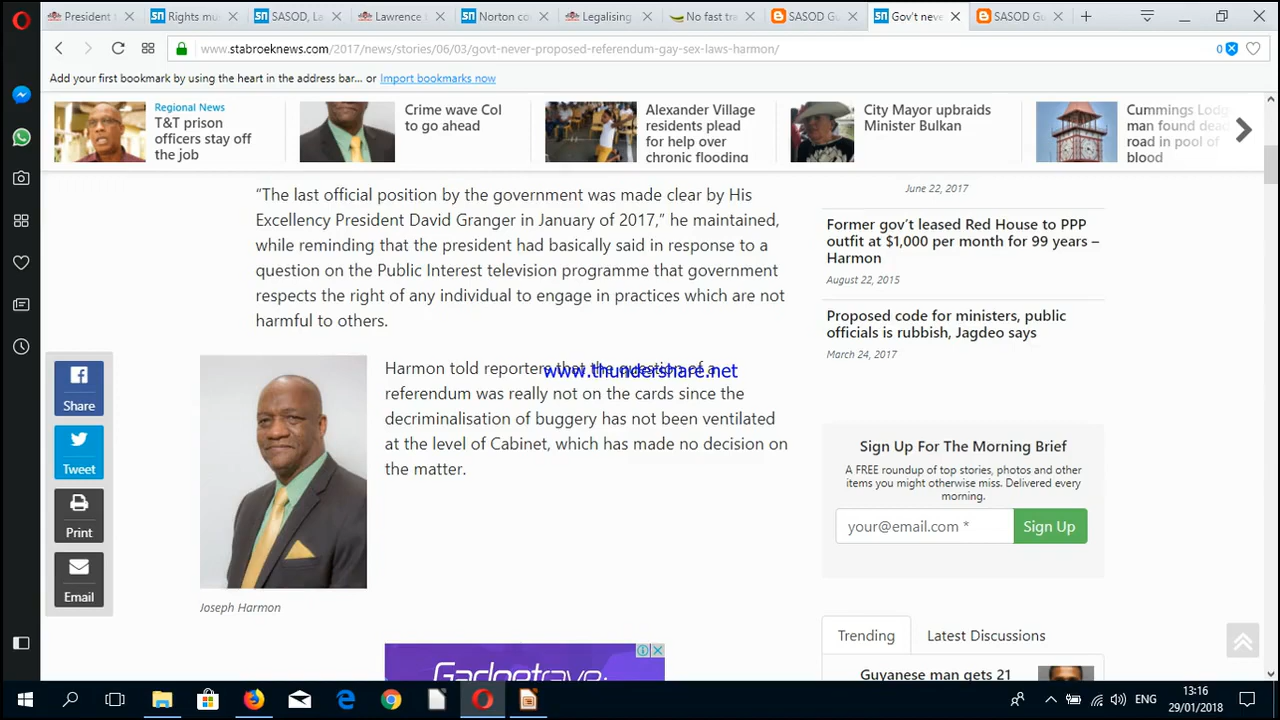 President
Rights mu
SASOD, La
Lawrence
Norton co
Legalising
No fast tra
SASOD Gu
Gov't neve
SASOD Gu
www.stabroeknews.com/2017/news/stories/06/03/govt-never-proposed-referendum-gay-sex-laws-harmon/
0
Add your first bookmark by using the heart in the address bar... or Import bookmarks now
Regional News
T&T prison
officers stay off
the job
Crime wave Col
to go ahead
Alexander Village
residents plead
for help over
chronic flooding
City Mayor upbraids
Minister Bulkan
Cummings Lodge
man found dead
road in pool of
blood
“The last official position by the government was made clear by His
Excellency President David Granger in January of 2017,” he maintained,
while reminding that the president had basically said in response to a
question on the Public Interest television programme that government
respects the right of any individual to engage in practices which are not
harmful to others.
Harmon told reporters that the question of a
www.thundershare.net
referendum was really not on the cards since the
decriminalisation of buggery has not been ventilated
at the level of Cabinet, which has made no decision on
the matter.
Joseph Harmon
Share
Tweet
Print
Email
June 22, 2017
Former gov’t leased Red House to PPP
outfit at $1,000 per month for 99 years –
Harmon
August 22, 2015
Proposed code for ministers, public
officials is rubbish, Jagdeo says
March 24, 2017
Sign Up For The Morning Brief
A FREE roundup of top stories, photos and other
items you might otherwise miss. Delivered every
morning.
your@email.com *
Sign Up
Trending
Latest Discussions
Guyanese man gets 21
ENG
13:16
29/01/2018